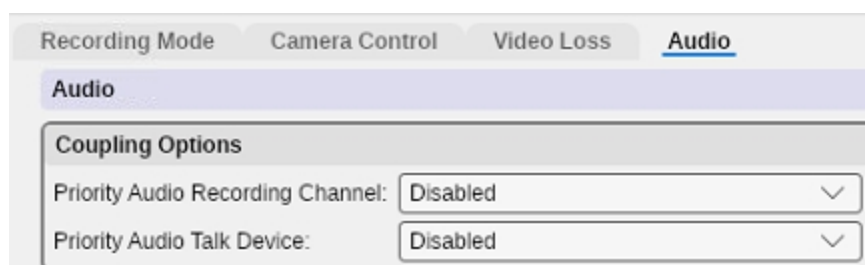 Recording Mode Camera Control Video Loss Audio
Audio
Coupling Options
Priority Audio Recording Channel: Disabled
Priority Audio Talk Device: Disabled